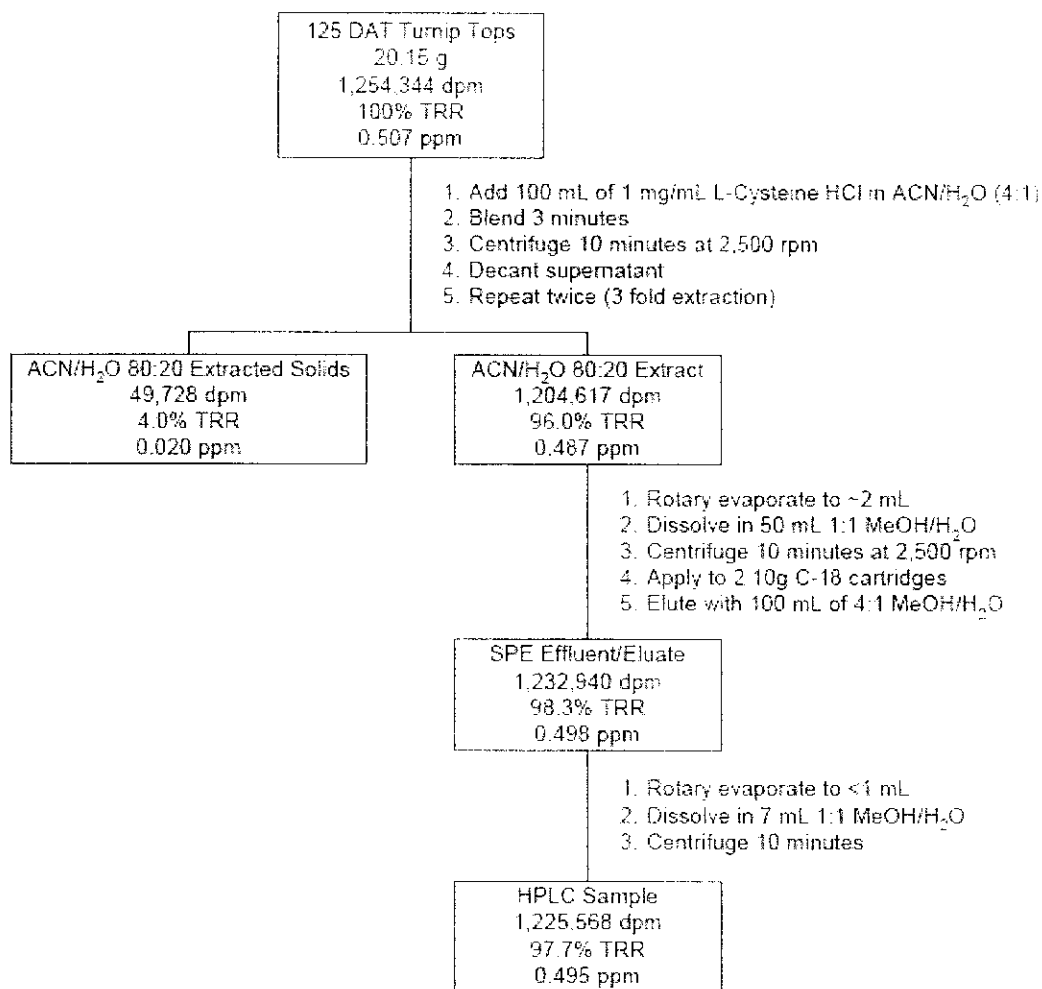 125 DAT Turnip Tops
20.15 g
1,254,344 dpm
100% TRR
0.507 ppm
1. Add 100 mL of 1 mg/mL L-Cysteine HCl in ACN/H₂O (4:1)
2. Blend 3 minutes
3. Centrifuge 10 minutes at 2,500 rpm
4. Decant supernatant
5. Repeat twice (3 fold extraction)
ACN/H₂O 80:20 Extracted Solids
49,728 dpm
4.0% TRR
0.020 ppm
ACN/H₂O 80:20 Extract
1,204,617 dpm
96.0% TRR
0.487 ppm
1. Rotary evaporate to ~2 mL
2. Dissolve in 50 mL 1:1 MeOH/H₂O
3. Centrifuge 10 minutes at 2,500 rpm
4. Apply to 2 10g C-18 cartridges
5. Elute with 100 mL of 4:1 MeOH/H₂O
SPE Effluent/Eluate
1,232,940 dpm
98.3% TRR
0.498 ppm
1. Rotary evaporate to <1 mL
2. Dissolve in 7 mL 1:1 MeOH/H₂O
3. Centrifuge 10 minutes
HPLC Sample
1,225,568 dpm
97.7% TRR
0.495 ppm